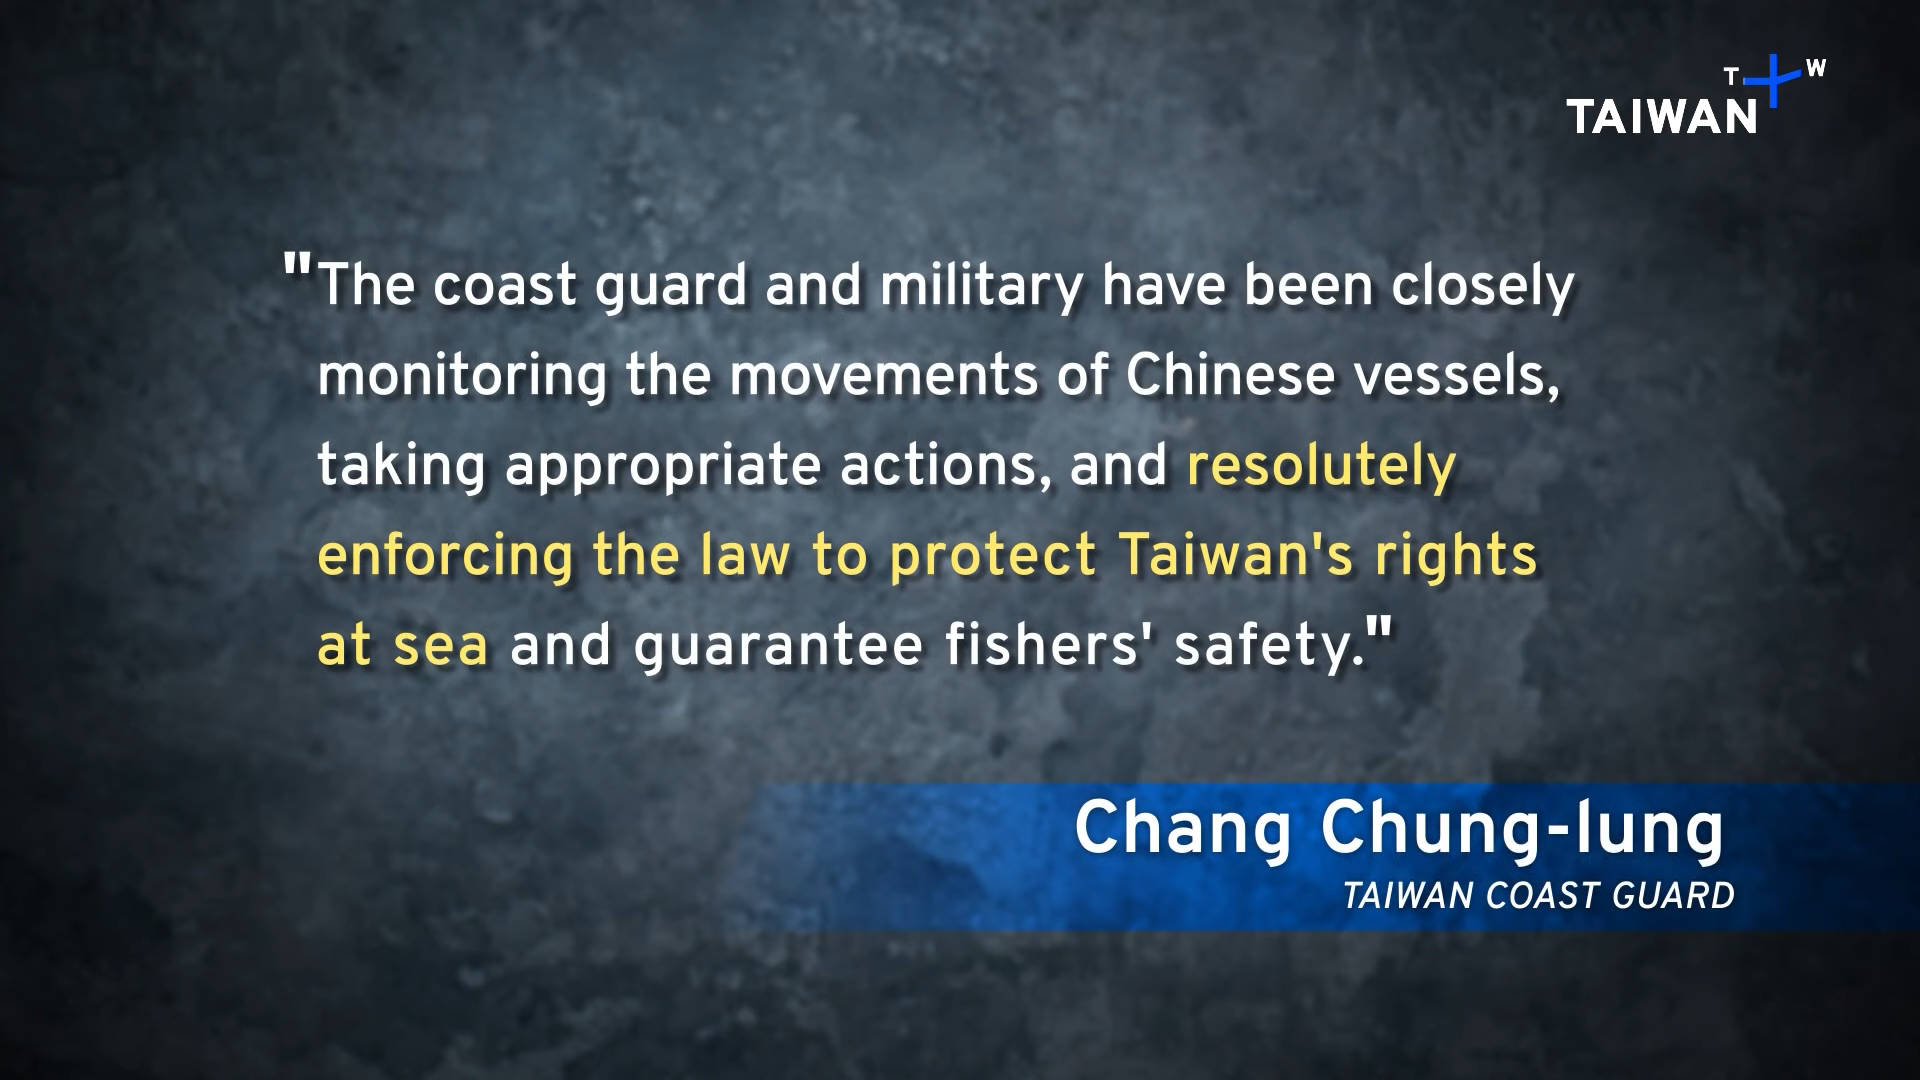 T W
TAIWAN
"The coast guard and military have been closely
monitoring the movements of Chinese vessels,
taking appropriate actions, and resolutely
enforcing the law to protect Taiwan's rights
at sea and guarantee fishers' safety."
Chang Chung-lung
TAIWAN COAST GUARD